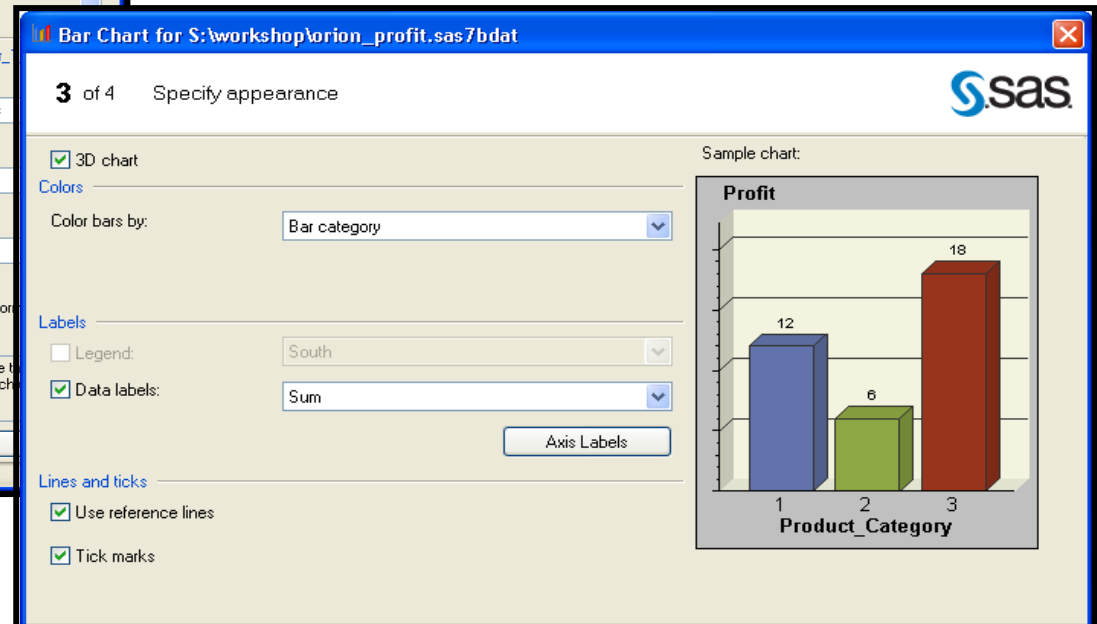 Bar Chart for S:\workshop\orion_profit.sas7bdat
3 of 4 Specify appearance
sas
3D chart
Colors
Color bars by: Bar category
Labels
Legend: South
Data labels: Sum
Axis Labels
Lines and ticks
Use reference lines
Tick marks
Sample chart:
Profit
18
12
6
1 2 3
Product_Category